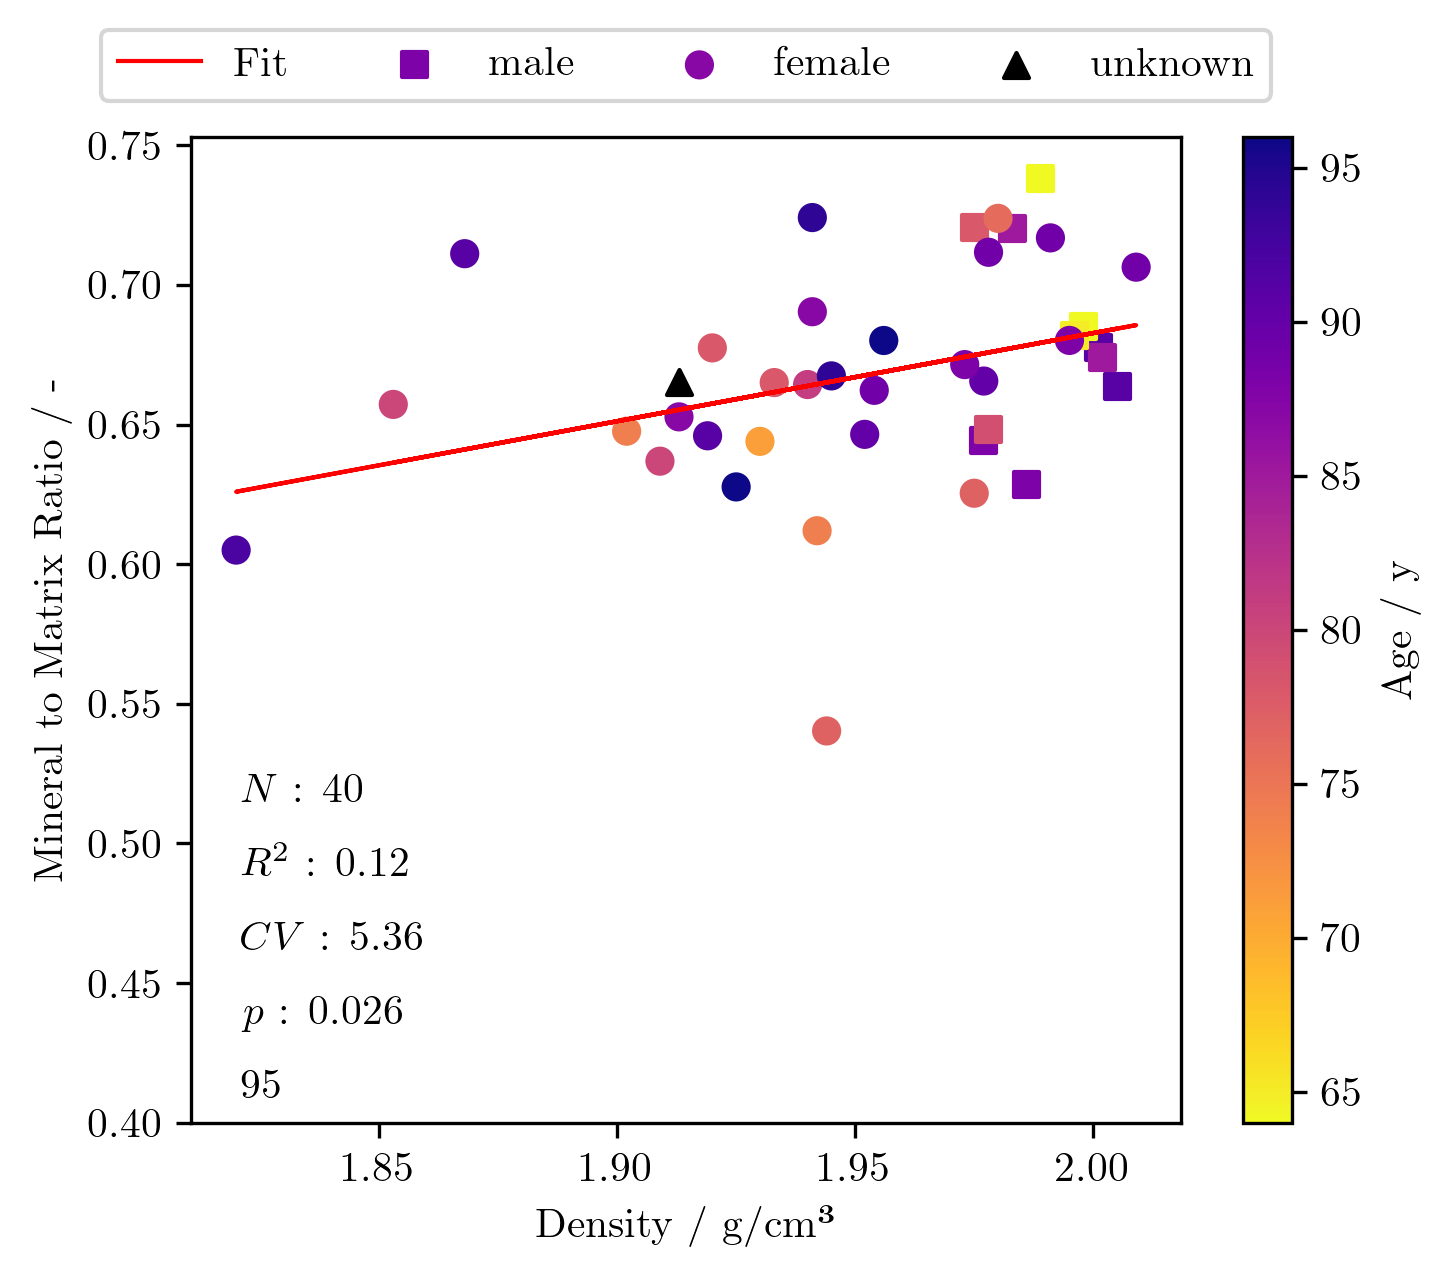 Fit male female unknown
0.75
0.70
0.65
0.60
0.55
0.50
0.45
0.40
Mineral to Matrix Ratio / -
N : 40
R² : 0.12
CV : 5.36
p : 0.026
95
1.85 1.90 1.95 2.00
Density / g/cm³
95
90
85
80
75
70
65
Age / y